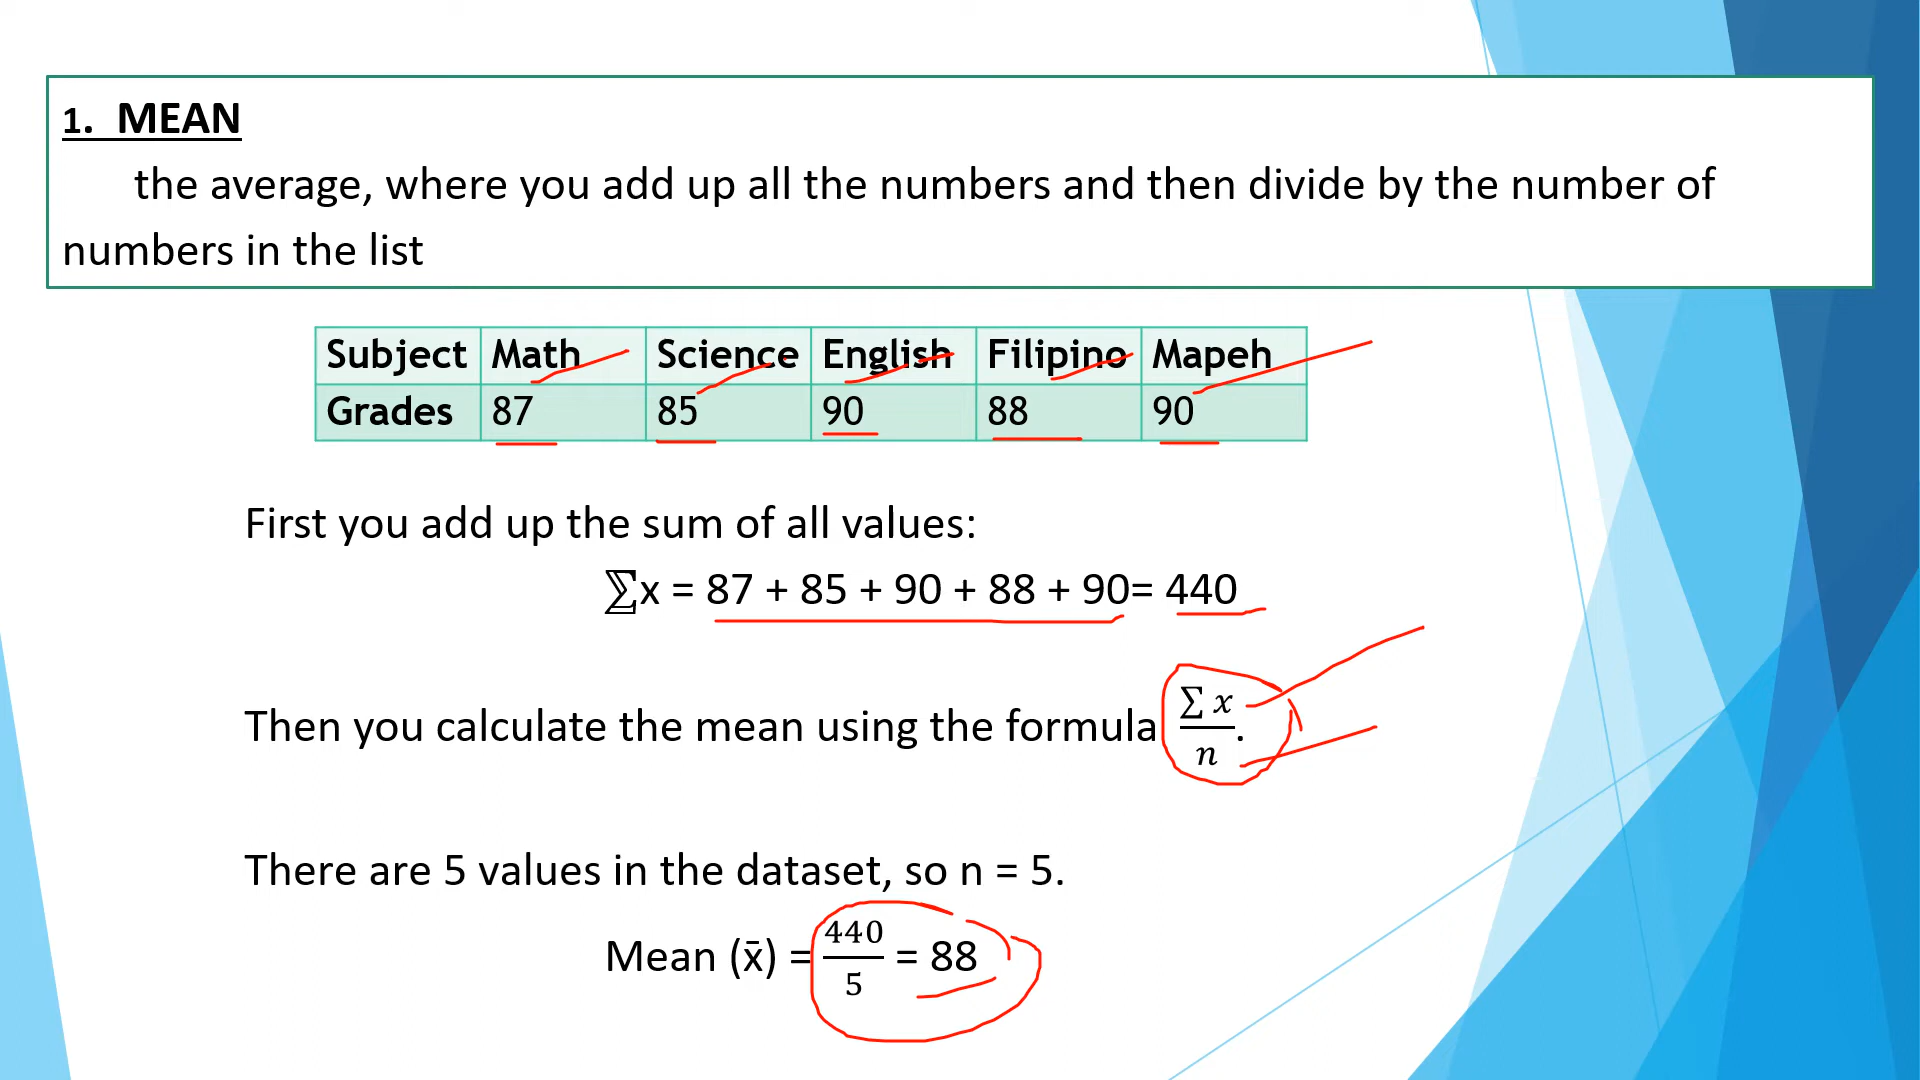 1. MEAN
the average, where you add up all the numbers and then divide by the number of
numbers in the list
Subject Math Science English Filipino Mapeh
Grades 87 85 90 88 90
First you add up the sum of all values:
∑x = 87 + 85 + 90 + 88 + 90= 440
Then you calculate the mean using the formula ∑x/n.
There are 5 values in the dataset, so n = 5.
Mean (x̄) = 440/5 = 88